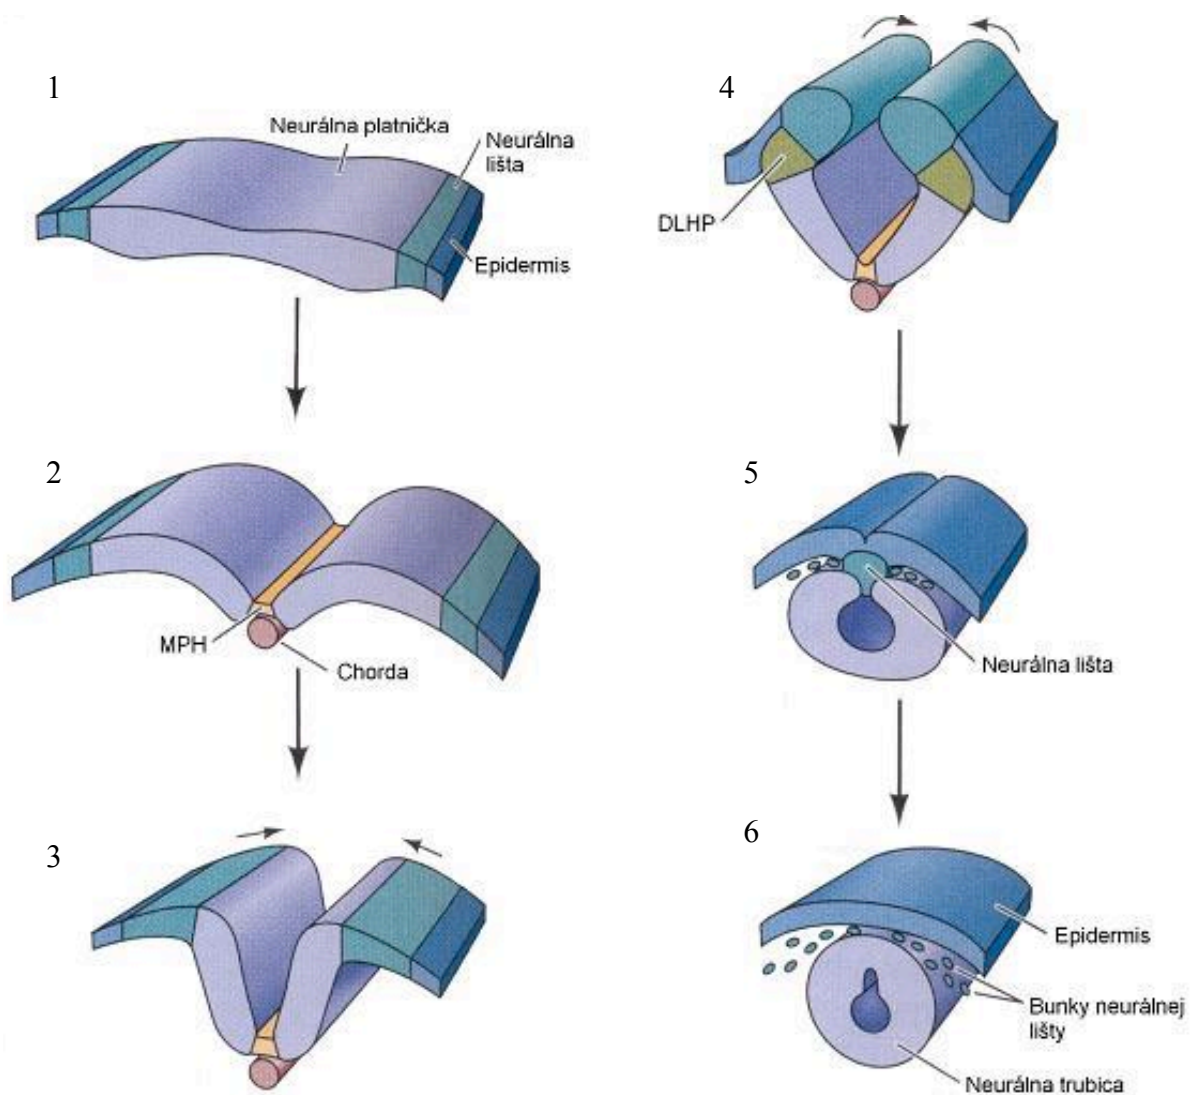 1
Neurálna platnička
Neurálna
lišta
Epidermis
2
MPH
Chorda
3
4
DLHP
5
Neurálna lišta
6
Epidermis
Bunky neurálnej
lišty
Neurálna trubica